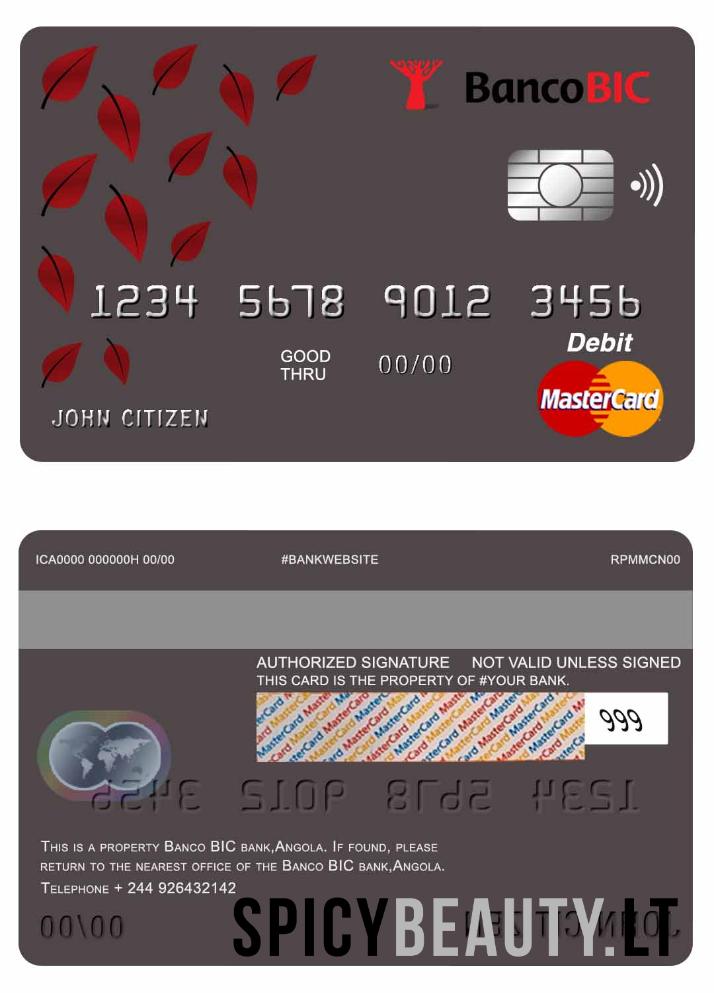 BancoBIC
1234 5678 9012 3456
Debit
GOOD THRU 00/00
MasterCard
JOHN CITIZEN
ICA0000 000000H 00/00 #BANKWEBSITE RPMMCN00
AUTHORIZED SIGNATURE NOT VALID UNLESS SIGNED
THIS CARD IS THE PROPERTY OF #YOUR BANK.
999
THIS IS A PROPERTY BANCO BIC BANK,ANGOLA. IF FOUND, PLEASE
RETURN TO THE NEAREST OFFICE OF THE BANCO BIC BANK,ANGOLA.
TELEPHONE + 244 926432142
00/00
SPICYBEAUTY.LT